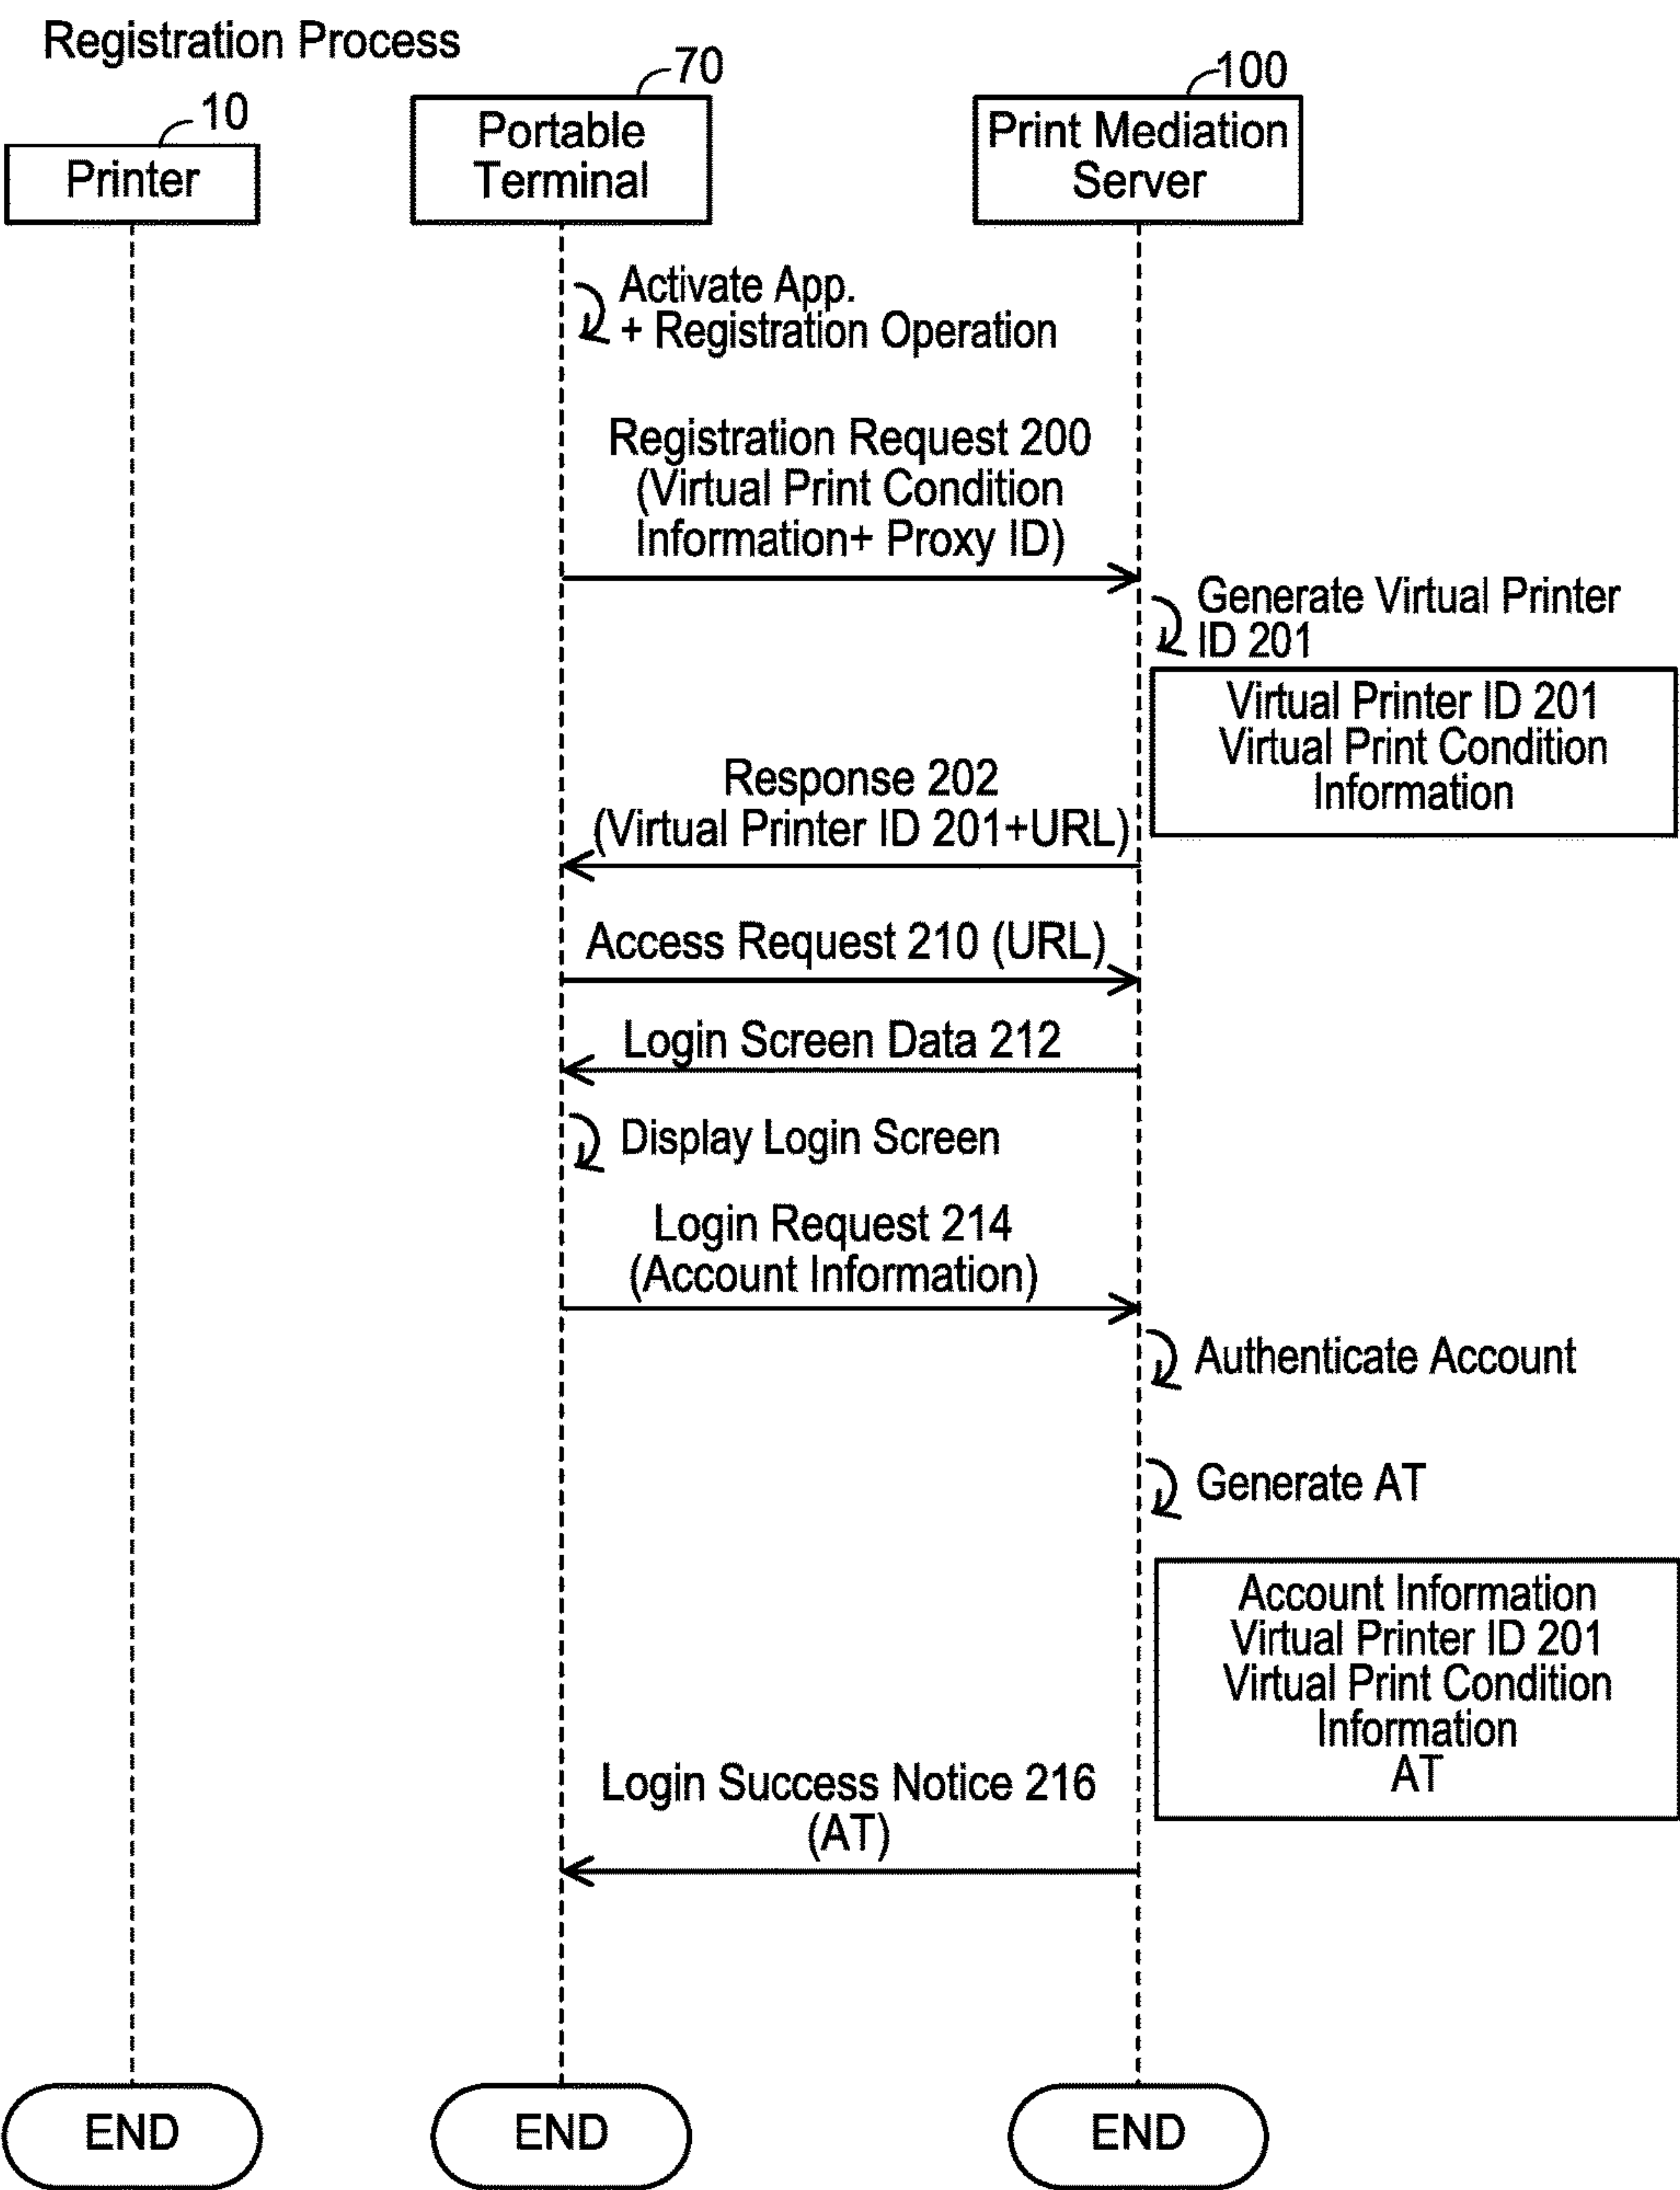 Registration Process
10
70
100
Printer
Portable
Terminal
Print Mediation
Server
Activate App.
+ Registration Operation
Registration Request 200
(Virtual Print Condition
Information+ Proxy ID)
Generate Virtual Printer
ID 201
Virtual Printer ID 201
Virtual Print Condition
Information
Response 202
(Virtual Printer ID 201+URL)
Access Request 210 (URL)
Login Screen Data 212
Display Login Screen
Login Request 214
(Account Information)
Authenticate Account
Generate AT
Account Information
Virtual Printer ID 201
Virtual Print Condition
Information
AT
Login Success Notice 216
(AT)
END
END
END